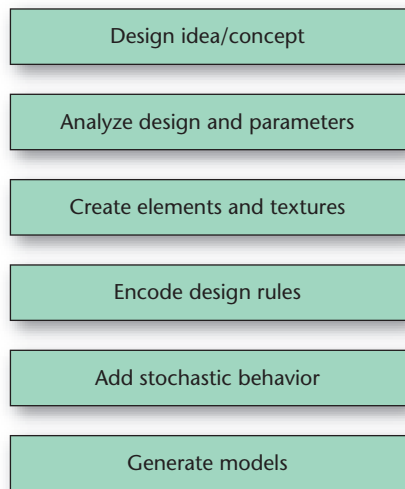 Design idea/concept
Analyze design and parameters
Create elements and textures
Encode design rules
Add stochastic behavior
Generate models